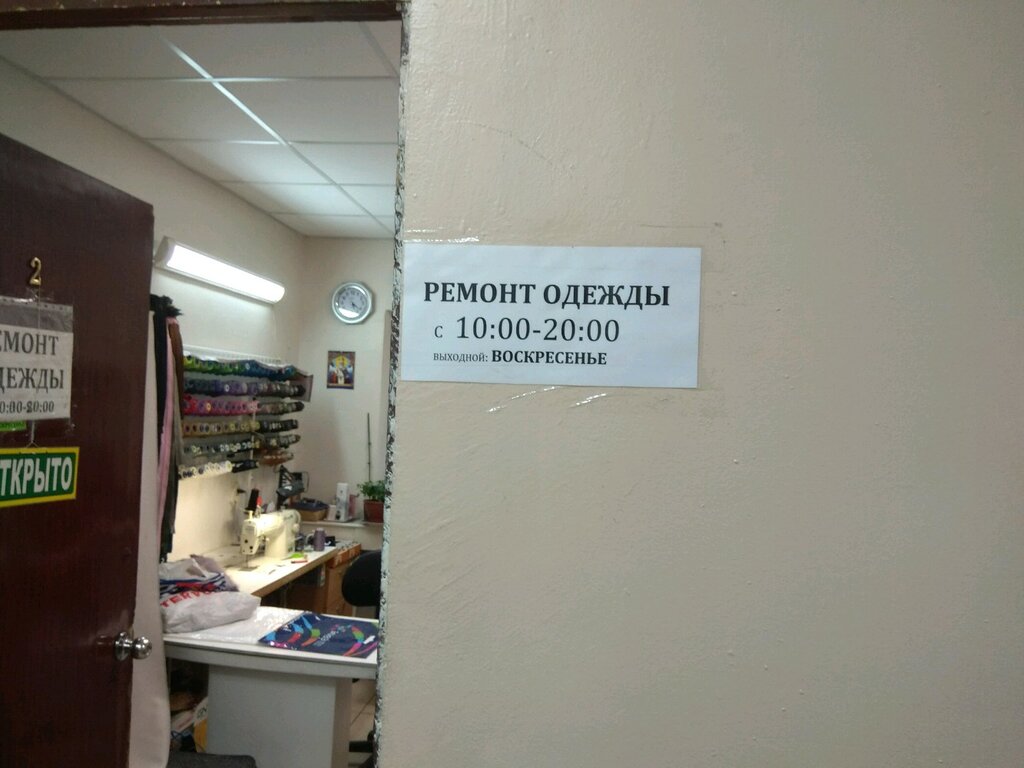 2
ЕМОНТ
ДЕЖДЫ
0:00-20:00
ТКРЫТО
РЕМОНТ ОДЕЖДЫ
с 10:00-20:00
ВЫХОДНОЙ: ВОСКРЕСЕНЬЕ